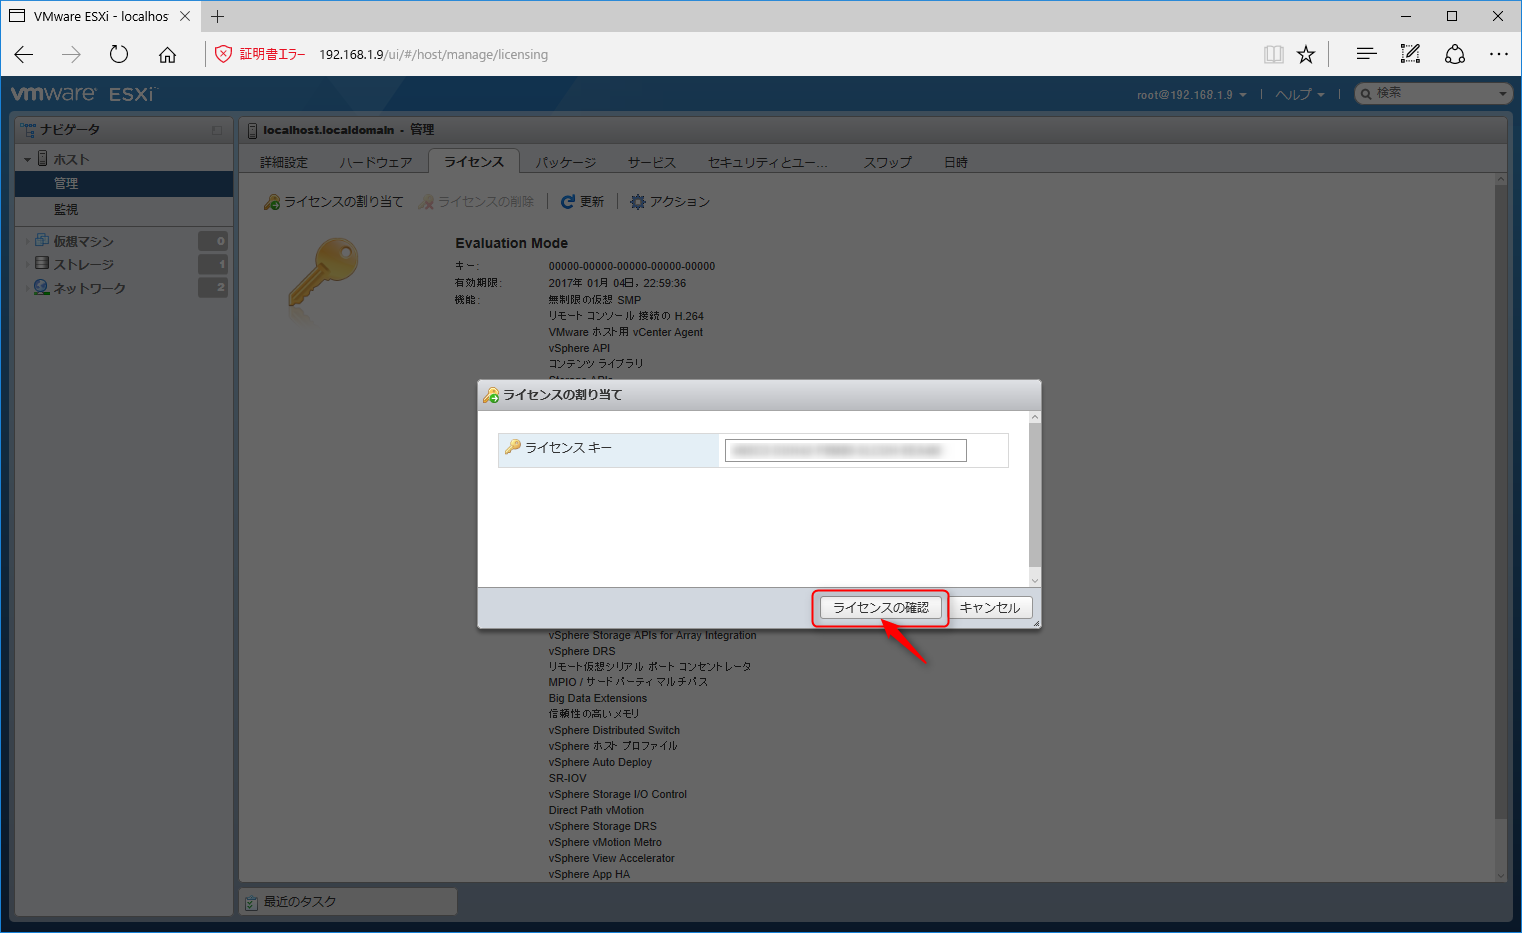 VMware ESXi - localhos
証明書エラー 192.168.1.9/ui/#/host/manage/licensing
vmware ESXi™
root@192.168.1.9 | ヘルプ | 検索
ナビゲータ
ホスト
管理
監視
仮想マシン 0
ストレージ 1
ネットワーク 2
localhost.localdomain - 管理
詳細設定 ハードウェア ライセンス パッケージ サービス セキュリティとユー... スワップ 日時
ライセンスの割り当て ライセンスの削除 | 更新 | アクション
Evaluation Mode
キー: 00000-00000-00000-00000-00000
有効期限: 2017年 01月 04日, 22:59:36
機能: 無制限の仮想 SMP
リモート コンソール 接続の H.264
VMware ホスト用 vCenter Agent
vSphere API
コンテンツ ライブラリ
Storage APIs
ライセンスの割り当て
ライセンス キー
ライセンスの確認 キャンセル
vSphere Storage APIs for Array Integration
vSphere DRS
リモート仮想シリアル ポート コンセントレータ
MPIO / サード パーティ マルチパス
Big Data Extensions
信頼性の高いメモリ
vSphere Distributed Switch
vSphere ホスト プロファイル
vSphere Auto Deploy
SR-IOV
vSphere Storage I/O Control
Direct Path vMotion
vSphere Storage DRS
vSphere vMotion Metro
vSphere View Accelerator
vSphere App HA
最近のタスク